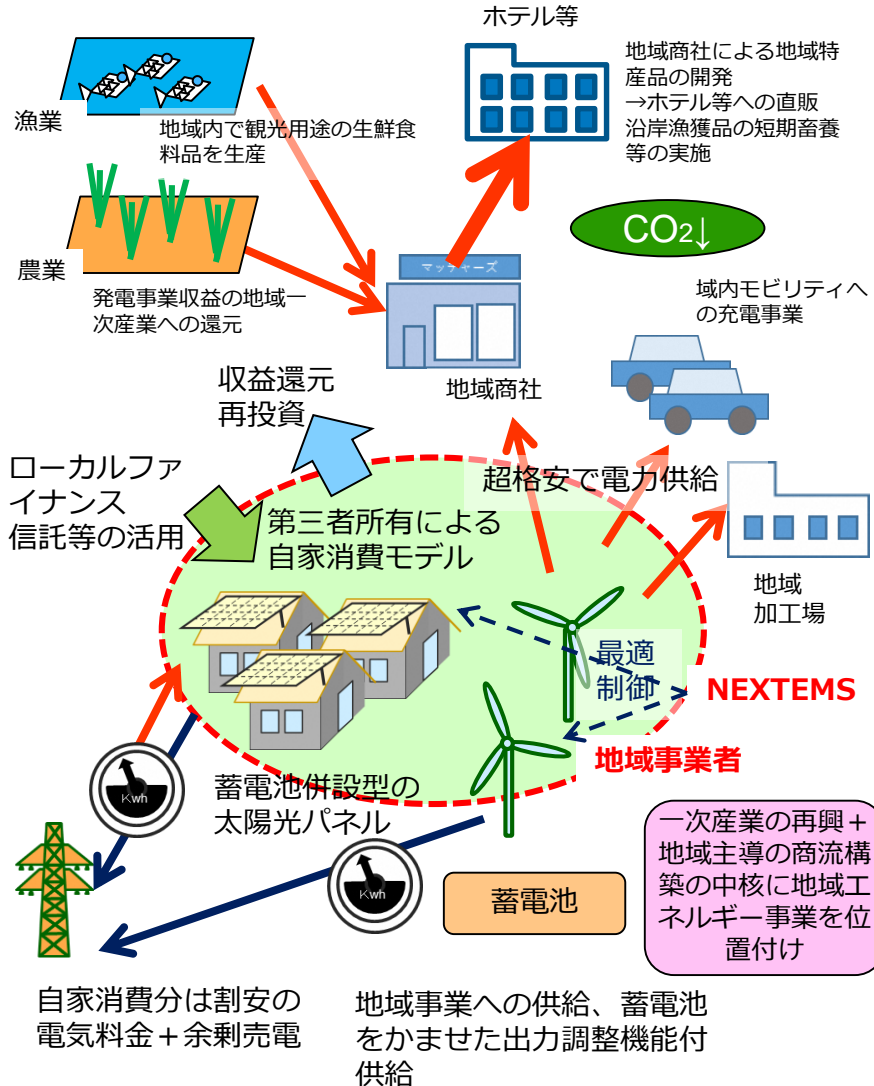 ホテル等
地域商社による地域特
産品の開発
→ホテル等への直販
沿岸漁獲品の短期畜養
等の実施
漁業
地域内で観光用途の生鮮食
料品を生産
CO2↓
農業
マッチャーズ
発電事業収益の地域一
次産業への還元
域内モビリティへ
の充電事業
収益還元
再投資
地域商社
ローカルファ
イナンス
信託等の活用
超格安で電力供給
第三者所有による
自家消費モデル
地域
加工場
最適
制御
NEXTEMS
地域事業者
Kwh
蓄電池併設型の
太陽光パネル
一次産業の再興＋
地域主導の商流構
築の中核に地域エ
ネルギー事業を位
置付け
Kwh
蓄電池
自家消費分は割安の
電気料金＋余剰売電
地域事業への供給、蓄電池
をかませた出力調整機能付
供給